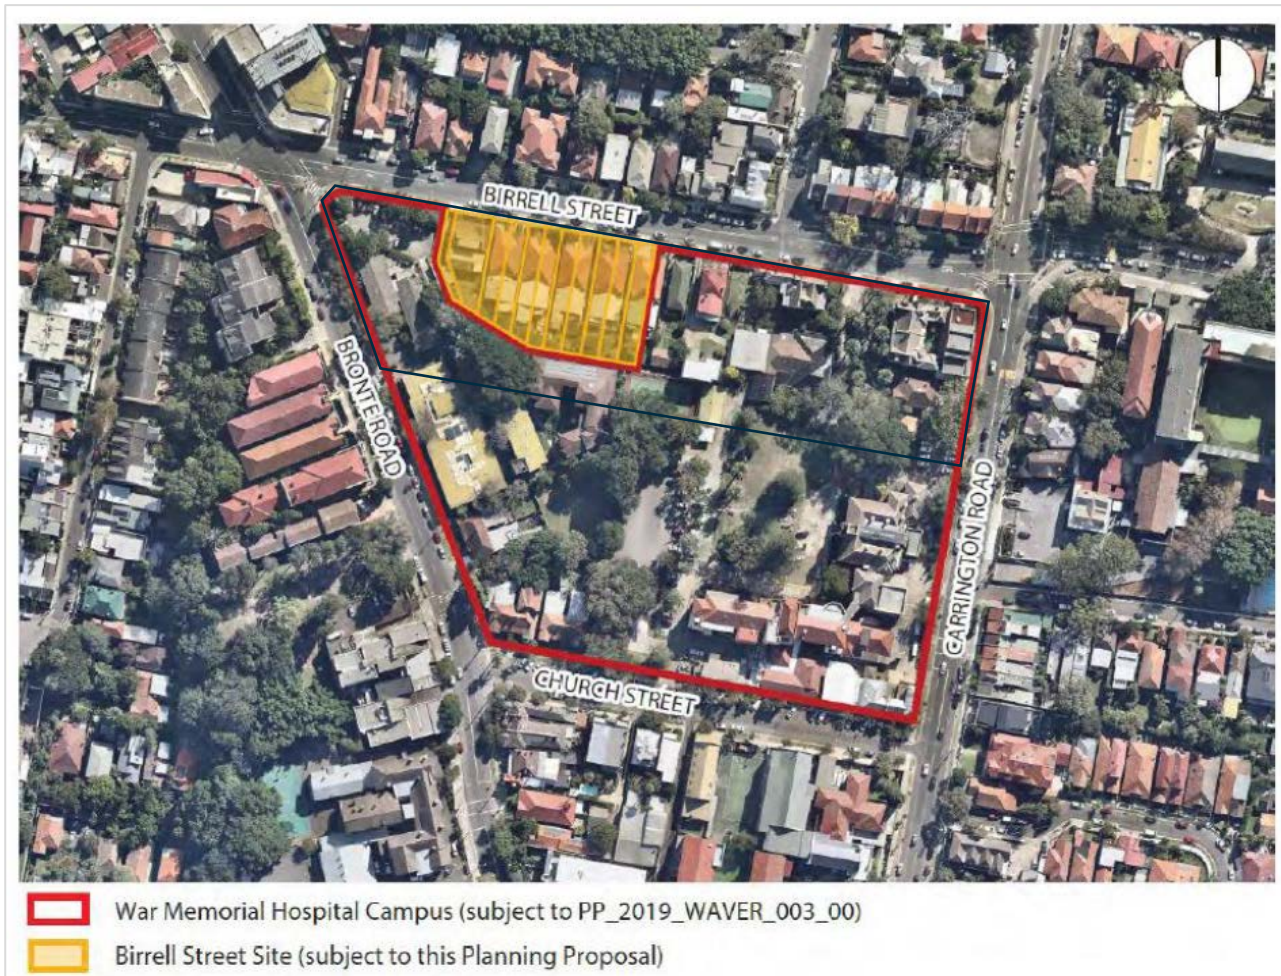 BIRRELL STREET
BRONTE ROAD
CARRINGTON ROAD
CHURCH STREET
War Memorial Hospital Campus (subject to PP_2019_WAVER_003_00)
Birrell Street Site (subject to this Planning Proposal)